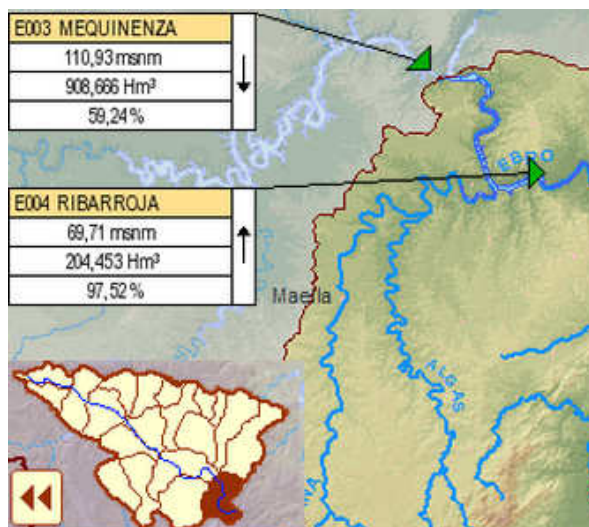 E003 MEQUINENZA
110,93 msnm
908,666 Hm³
59,24 %
E004 RIBARROJA
69,71 msnm
204,453 Hm³
97,52 %
EBRO
Maella
ALGAS